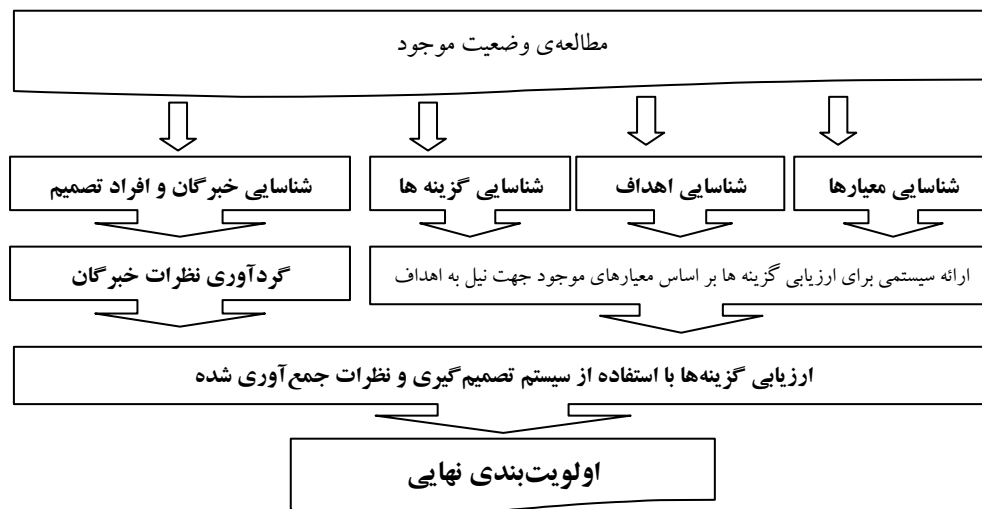 مطالعه‌ی وضعیت موجود
شناسایی معیارها
شناسایی اهداف
شناسایی گزینه ها
شناسایی خبرگان و افراد تصمیم
ارائه سیستمی برای ارزیابی گزینه ها بر اساس معیارهای موجود جهت نیل به اهداف
گردآوری نظرات خبرگان
ارزیابی گزینه‌ها با استفاده از سیستم تصمیم‌گیری و نظرات جمع‌آوری شده
اولویت‌بندی نهایی